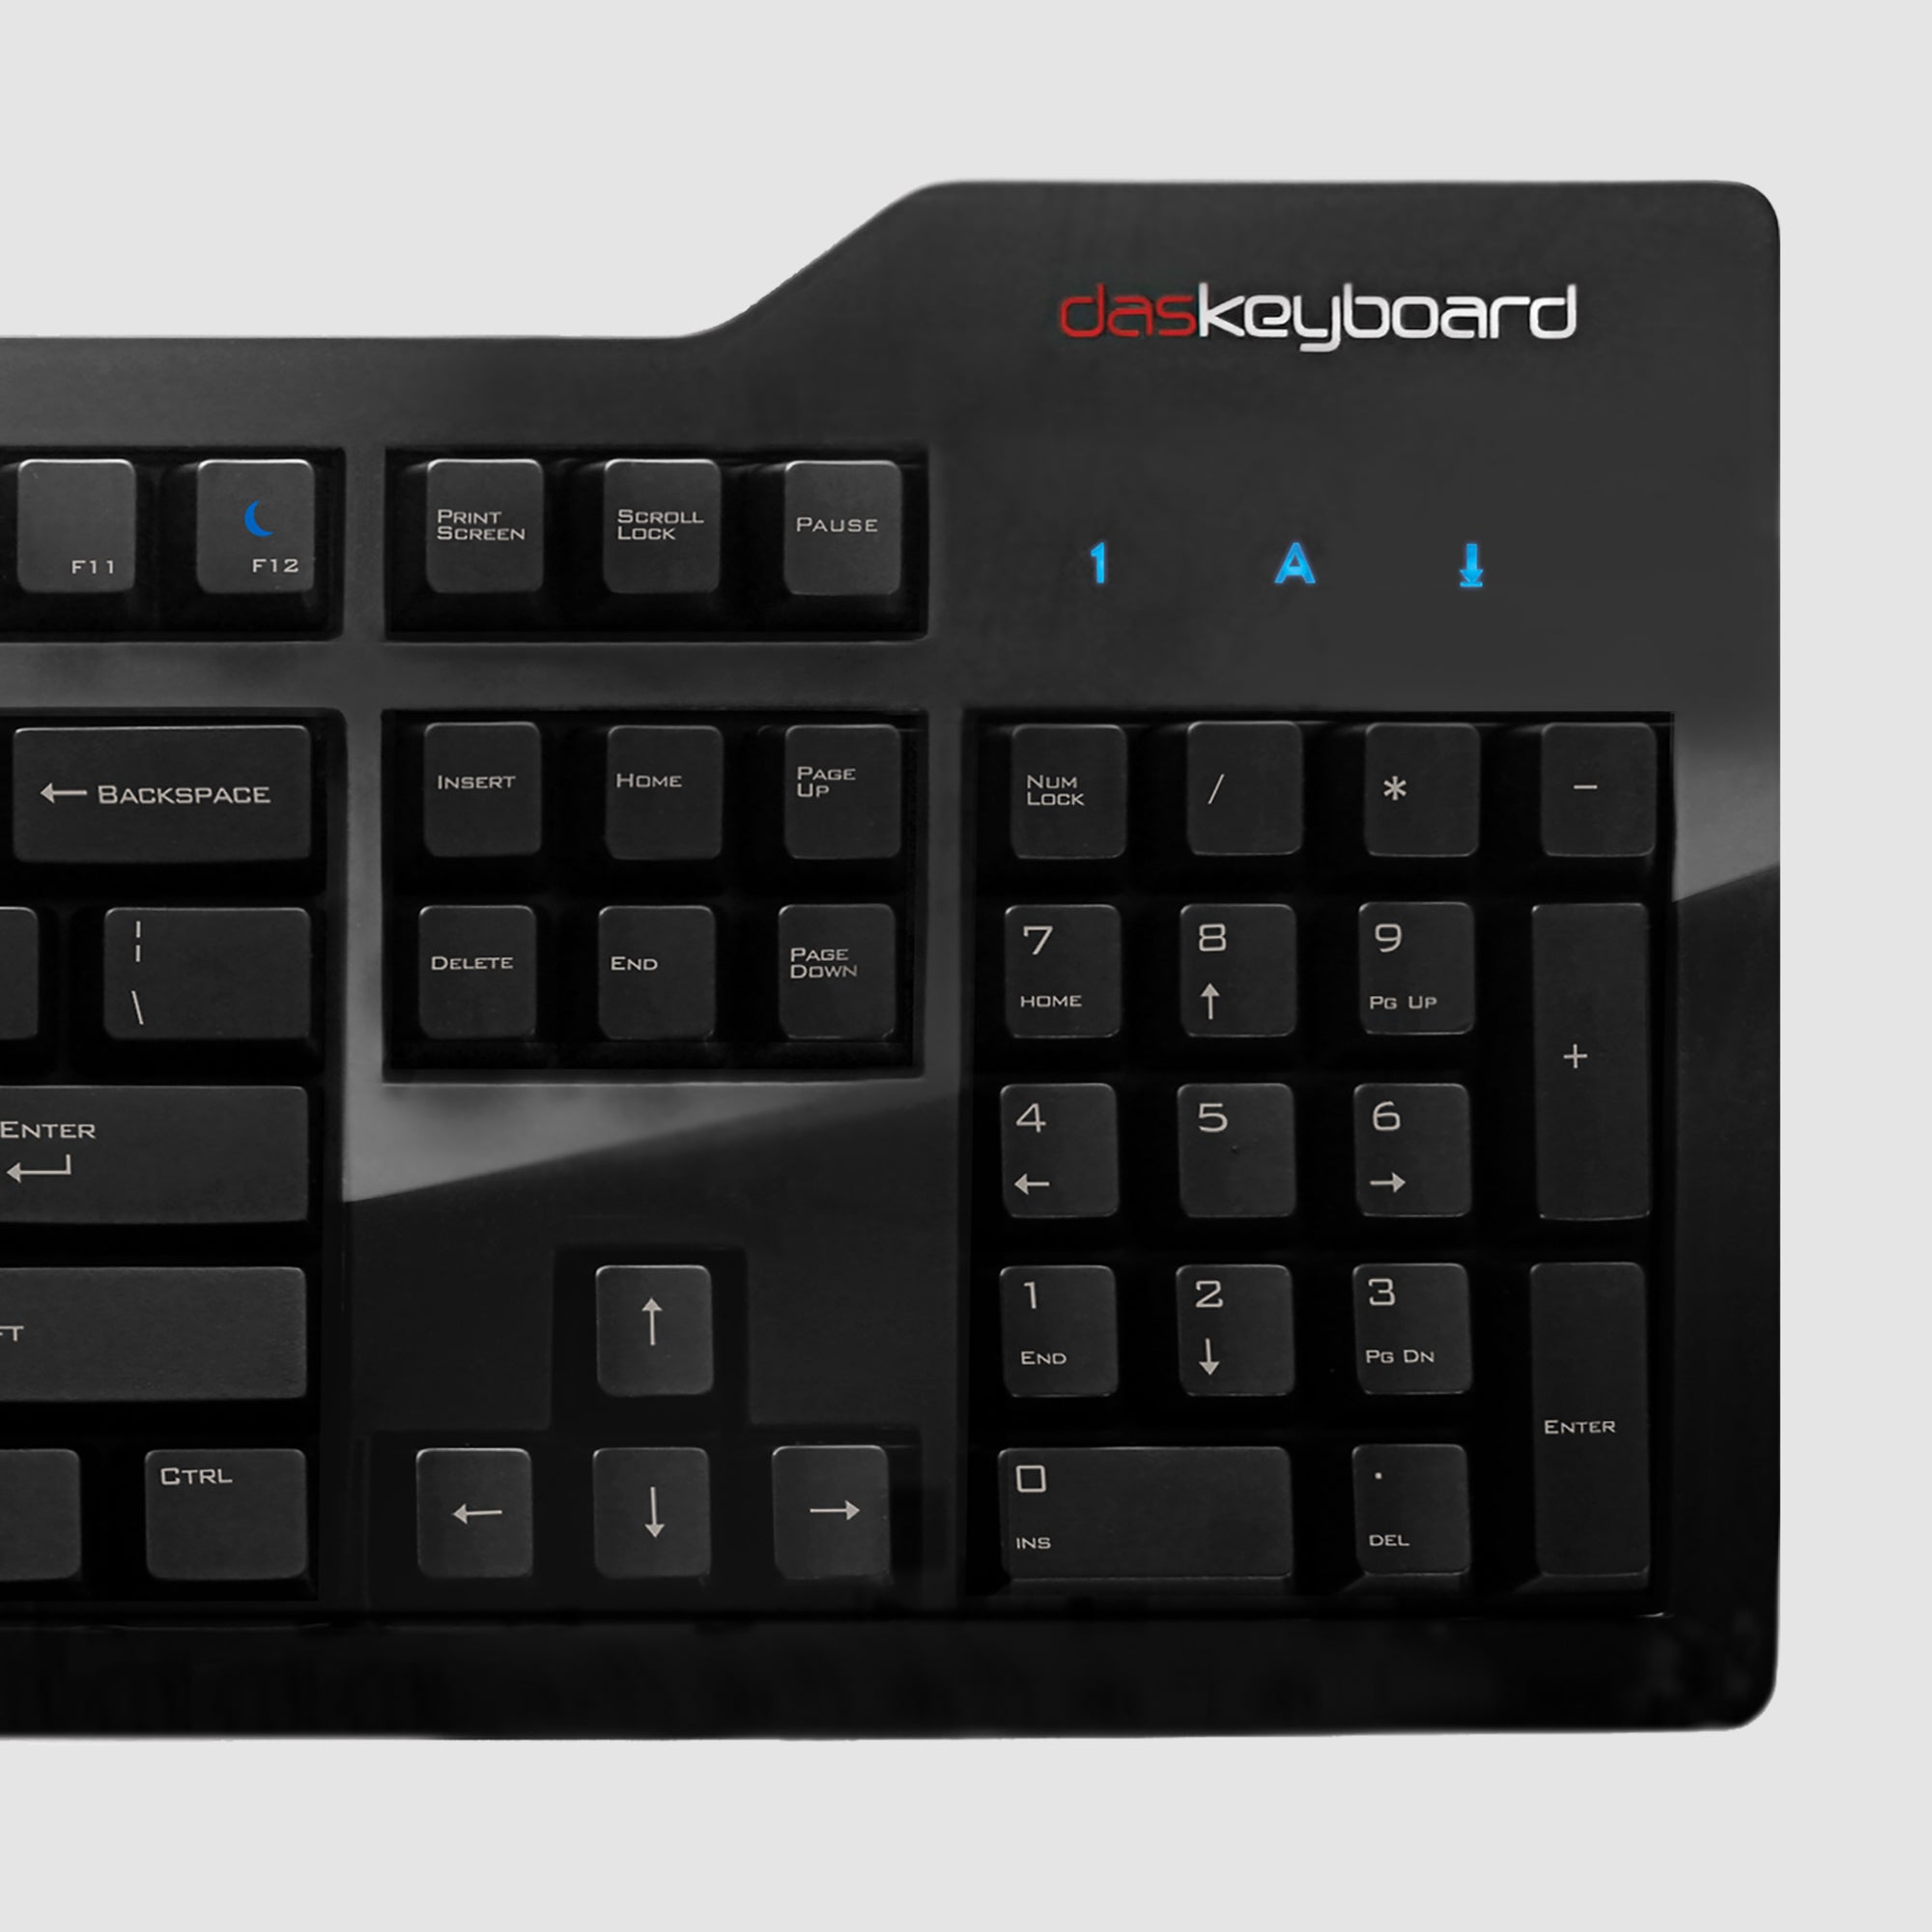 daskeyboard
F11
F12
PRINT
SCREEN
SCROLL
LOCK
PAUSE
1 A
← BACKSPACE
INSERT
HOME
PAGE
UP
NUM
LOCK
/
*
-
¦
\
DELETE
END
PAGE
DOWN
7
HOME
8
↑
9
PG UP
+
ENTER
4
←
5
6
→
FT
↑
1
END
2
↓
3
PG DN
ENTER
CTRL
←
↓
→
0
INS
.
DEL